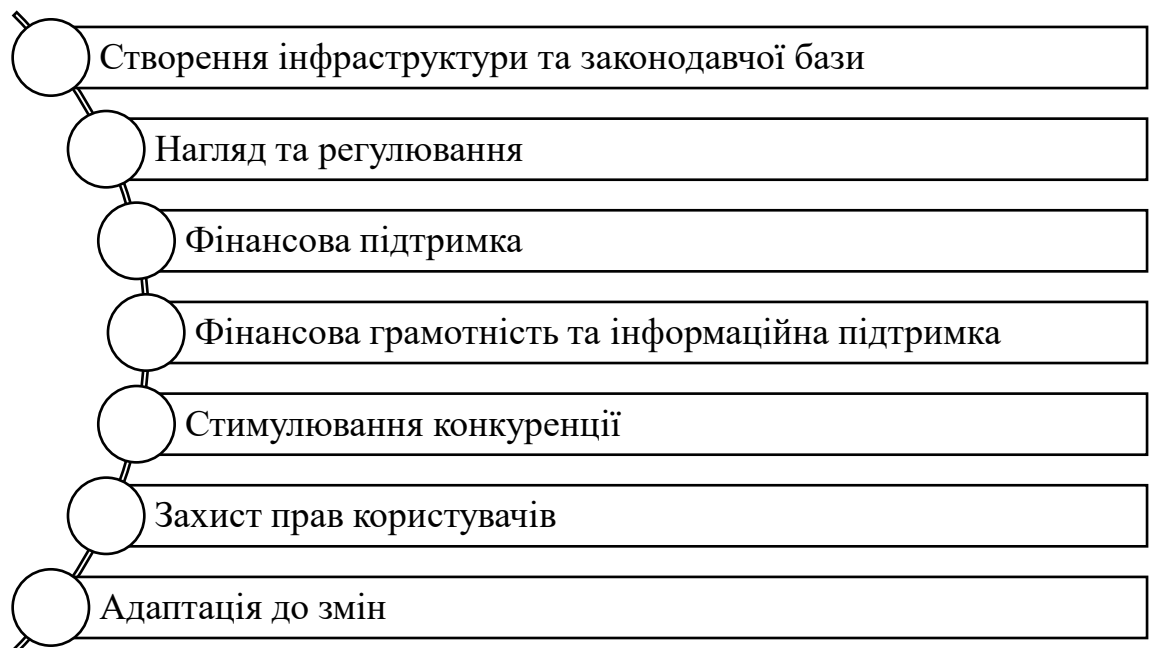 Створення інфраструктури та законодавчої бази
Нагляд та регулювання
Фінансова підтримка
Фінансова грамотність та інформаційна підтримка
Стимулювання конкуренції
Захист прав користувачів
Адаптація до змін